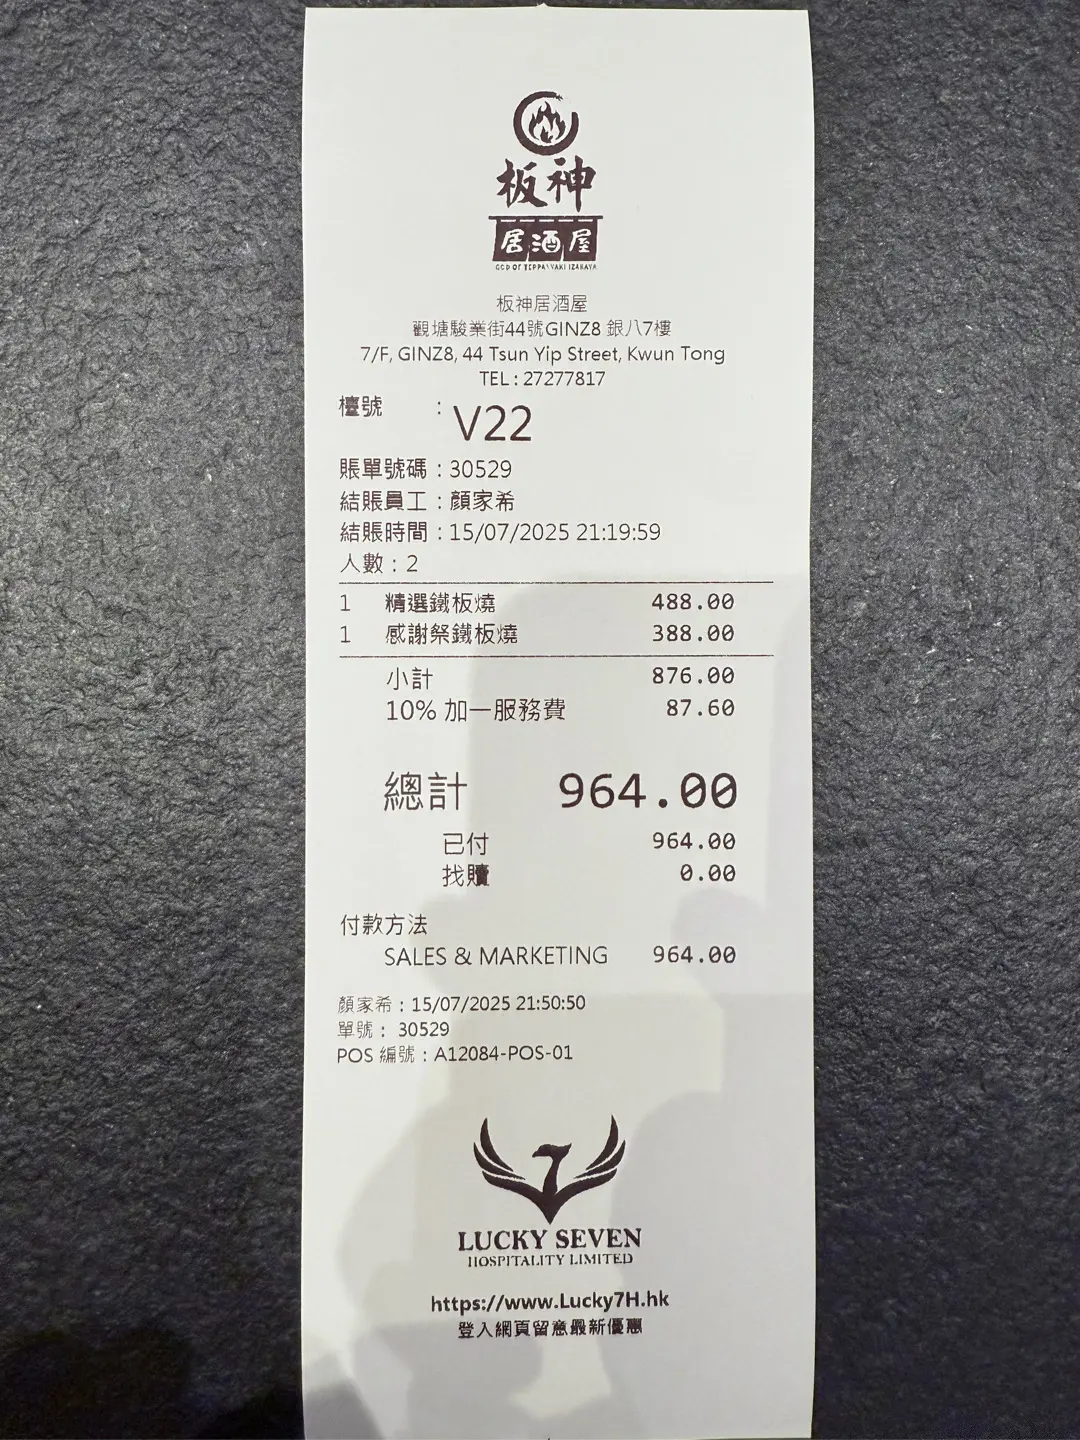 板神
居酒屋
GOD OF TEPPANYAKI IZAKAYA
板神居酒屋
觀塘駿業街44號GINZ8 銀八7樓
7/F, GINZ8, 44 Tsun Yip Street, Kwun Tong
TEL : 27277817
檯號 : V22
賬單號碼 : 30529
結賬員工 : 顏家希
結賬時間 : 15/07/2025 21:19:59
人數 : 2
1 精選鐵板燒 488.00
1 感謝祭鐵板燒 388.00
小計 876.00
10% 加一服務費 87.60
總計 964.00
已付 964.00
找贖 0.00
付款方法
SALES & MARKETING 964.00
顏家希 : 15/07/2025 21:50:50
單號 : 30529
POS 編號 : A12084-POS-01
LUCKY SEVEN
HOSPITALITY LIMITED
https://www.Lucky7H.hk
登入網頁留意最新優惠